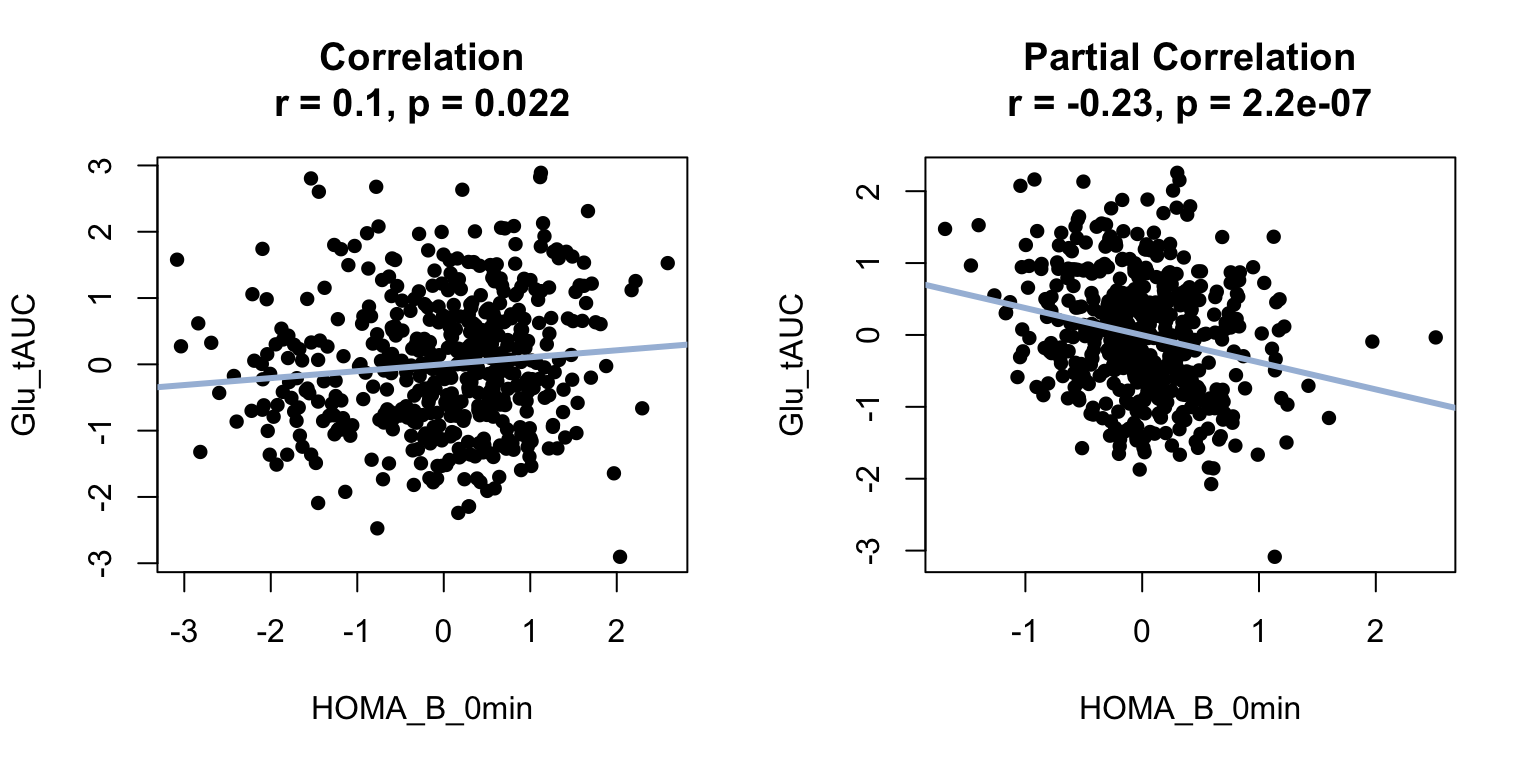 Correlation
r = 0.1, p = 0.022
Glu_tAUC
3
2
1
0
-1
-2
-3
-3 -2 -1 0 1 2
HOMA_B_0min
Partial Correlation
r = -0.23, p = 2.2e-07
Glu_tAUC
2
1
0
-1
-2
-3
-1 0 1 2
HOMA_B_0min